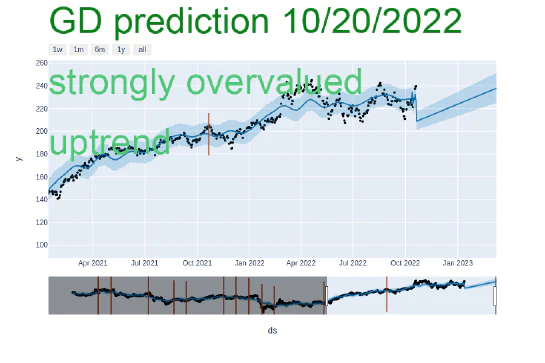 GD prediction 10/20/2022
1w 1m 6m 1y all
strongly overvalued
uptrend
260
240
220
200
180
160
140
120
100
y
Apr 2021 Jul 2021 Oct 2021 Jan 2022 Apr 2022 Jul 2022 Oct 2022 Jan 2023
ds